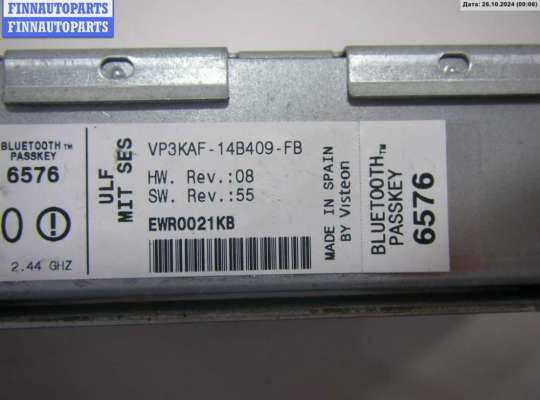 FINNAUTOPARTS
FINNAUTOPARTS
Дата: 26.10.2024 (00:06)
BLUETOOTH™
PASSKEY
6576
0
2.44 GHZ
ULF
MIT SES
VP3KAF-14B409-FB
HW. Rev.:08
SW. Rev.:55
EWR0021KB
MADE IN SPAIN
BY Visteon
BLUETOOTH™
PASSKEY
6576